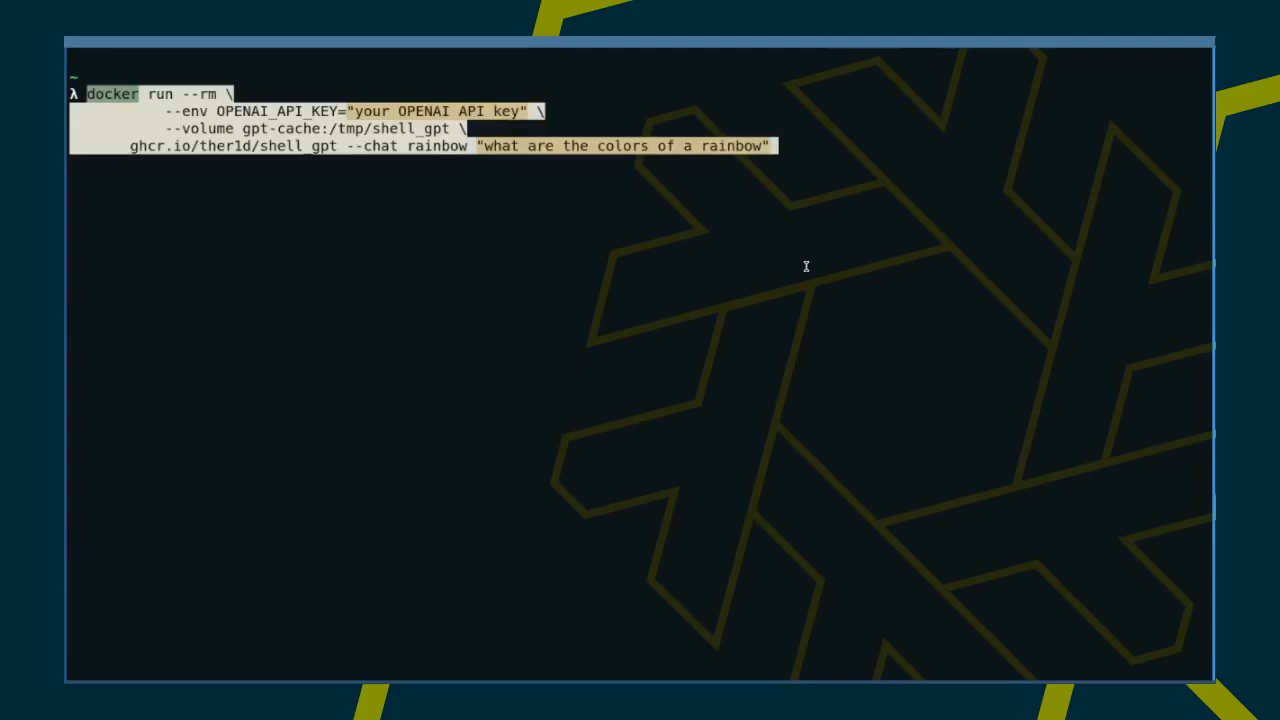 ~
λ docker run --rm \
--env OPENAI_API_KEY="your OPENAI API key" \
--volume gpt-cache:/tmp/shell_gpt \
ghcr.io/ther1d/shell_gpt --chat rainbow "what are the colors of a rainbow"